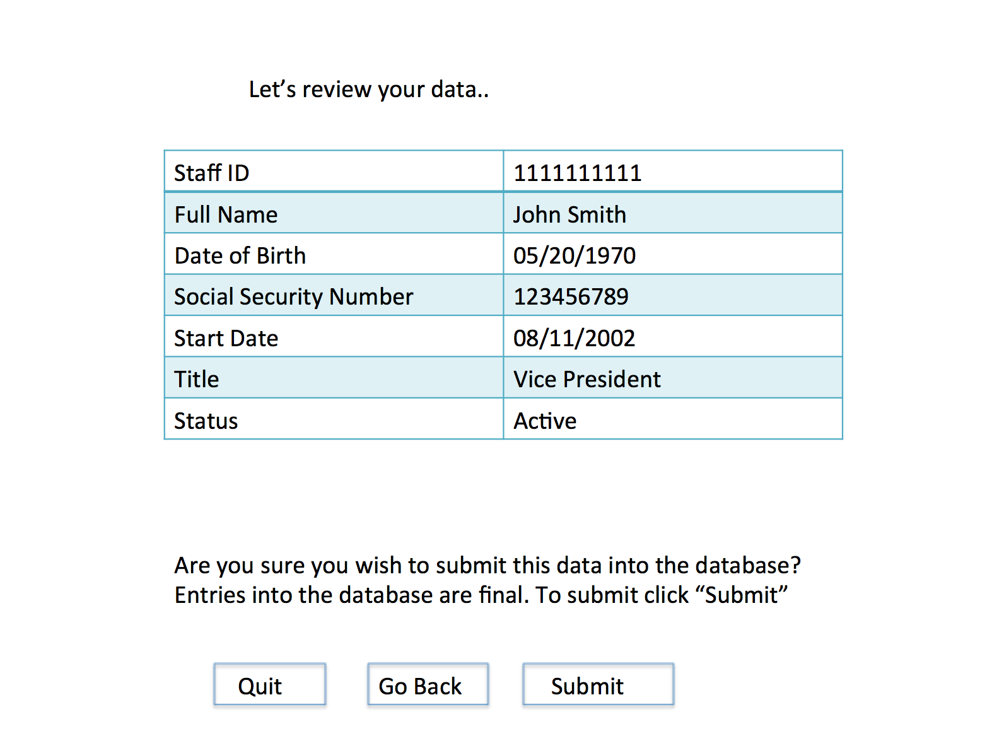 Let’s review your data..
Staff ID 1111111111
Full Name John Smith
Date of Birth 05/20/1970
Social Security Number 123456789
Start Date 08/11/2002
Title Vice President
Status Active
Are you sure you wish to submit this data into the database?
Entries into the database are final. To submit click “Submit”
Quit Go Back Submit